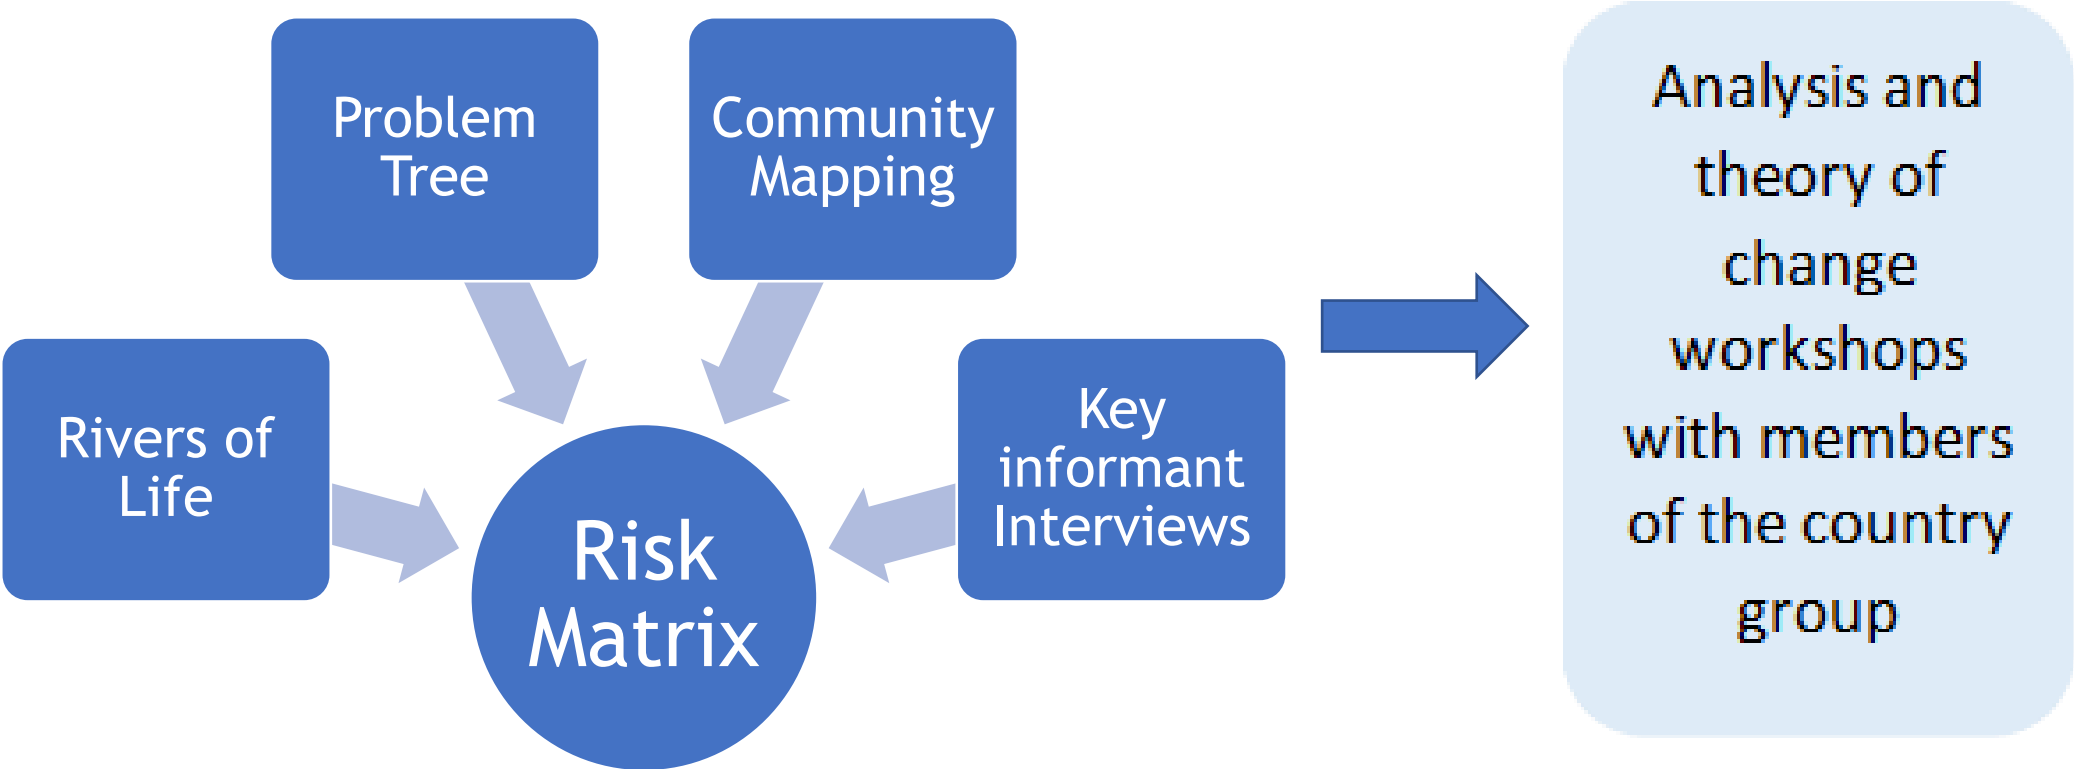 Problem
Tree
Community
Mapping
Rivers of
Life
Key
informant
Interviews
Risk
Matrix
Analysis and
theory of
change
workshops
with members
of the country
group